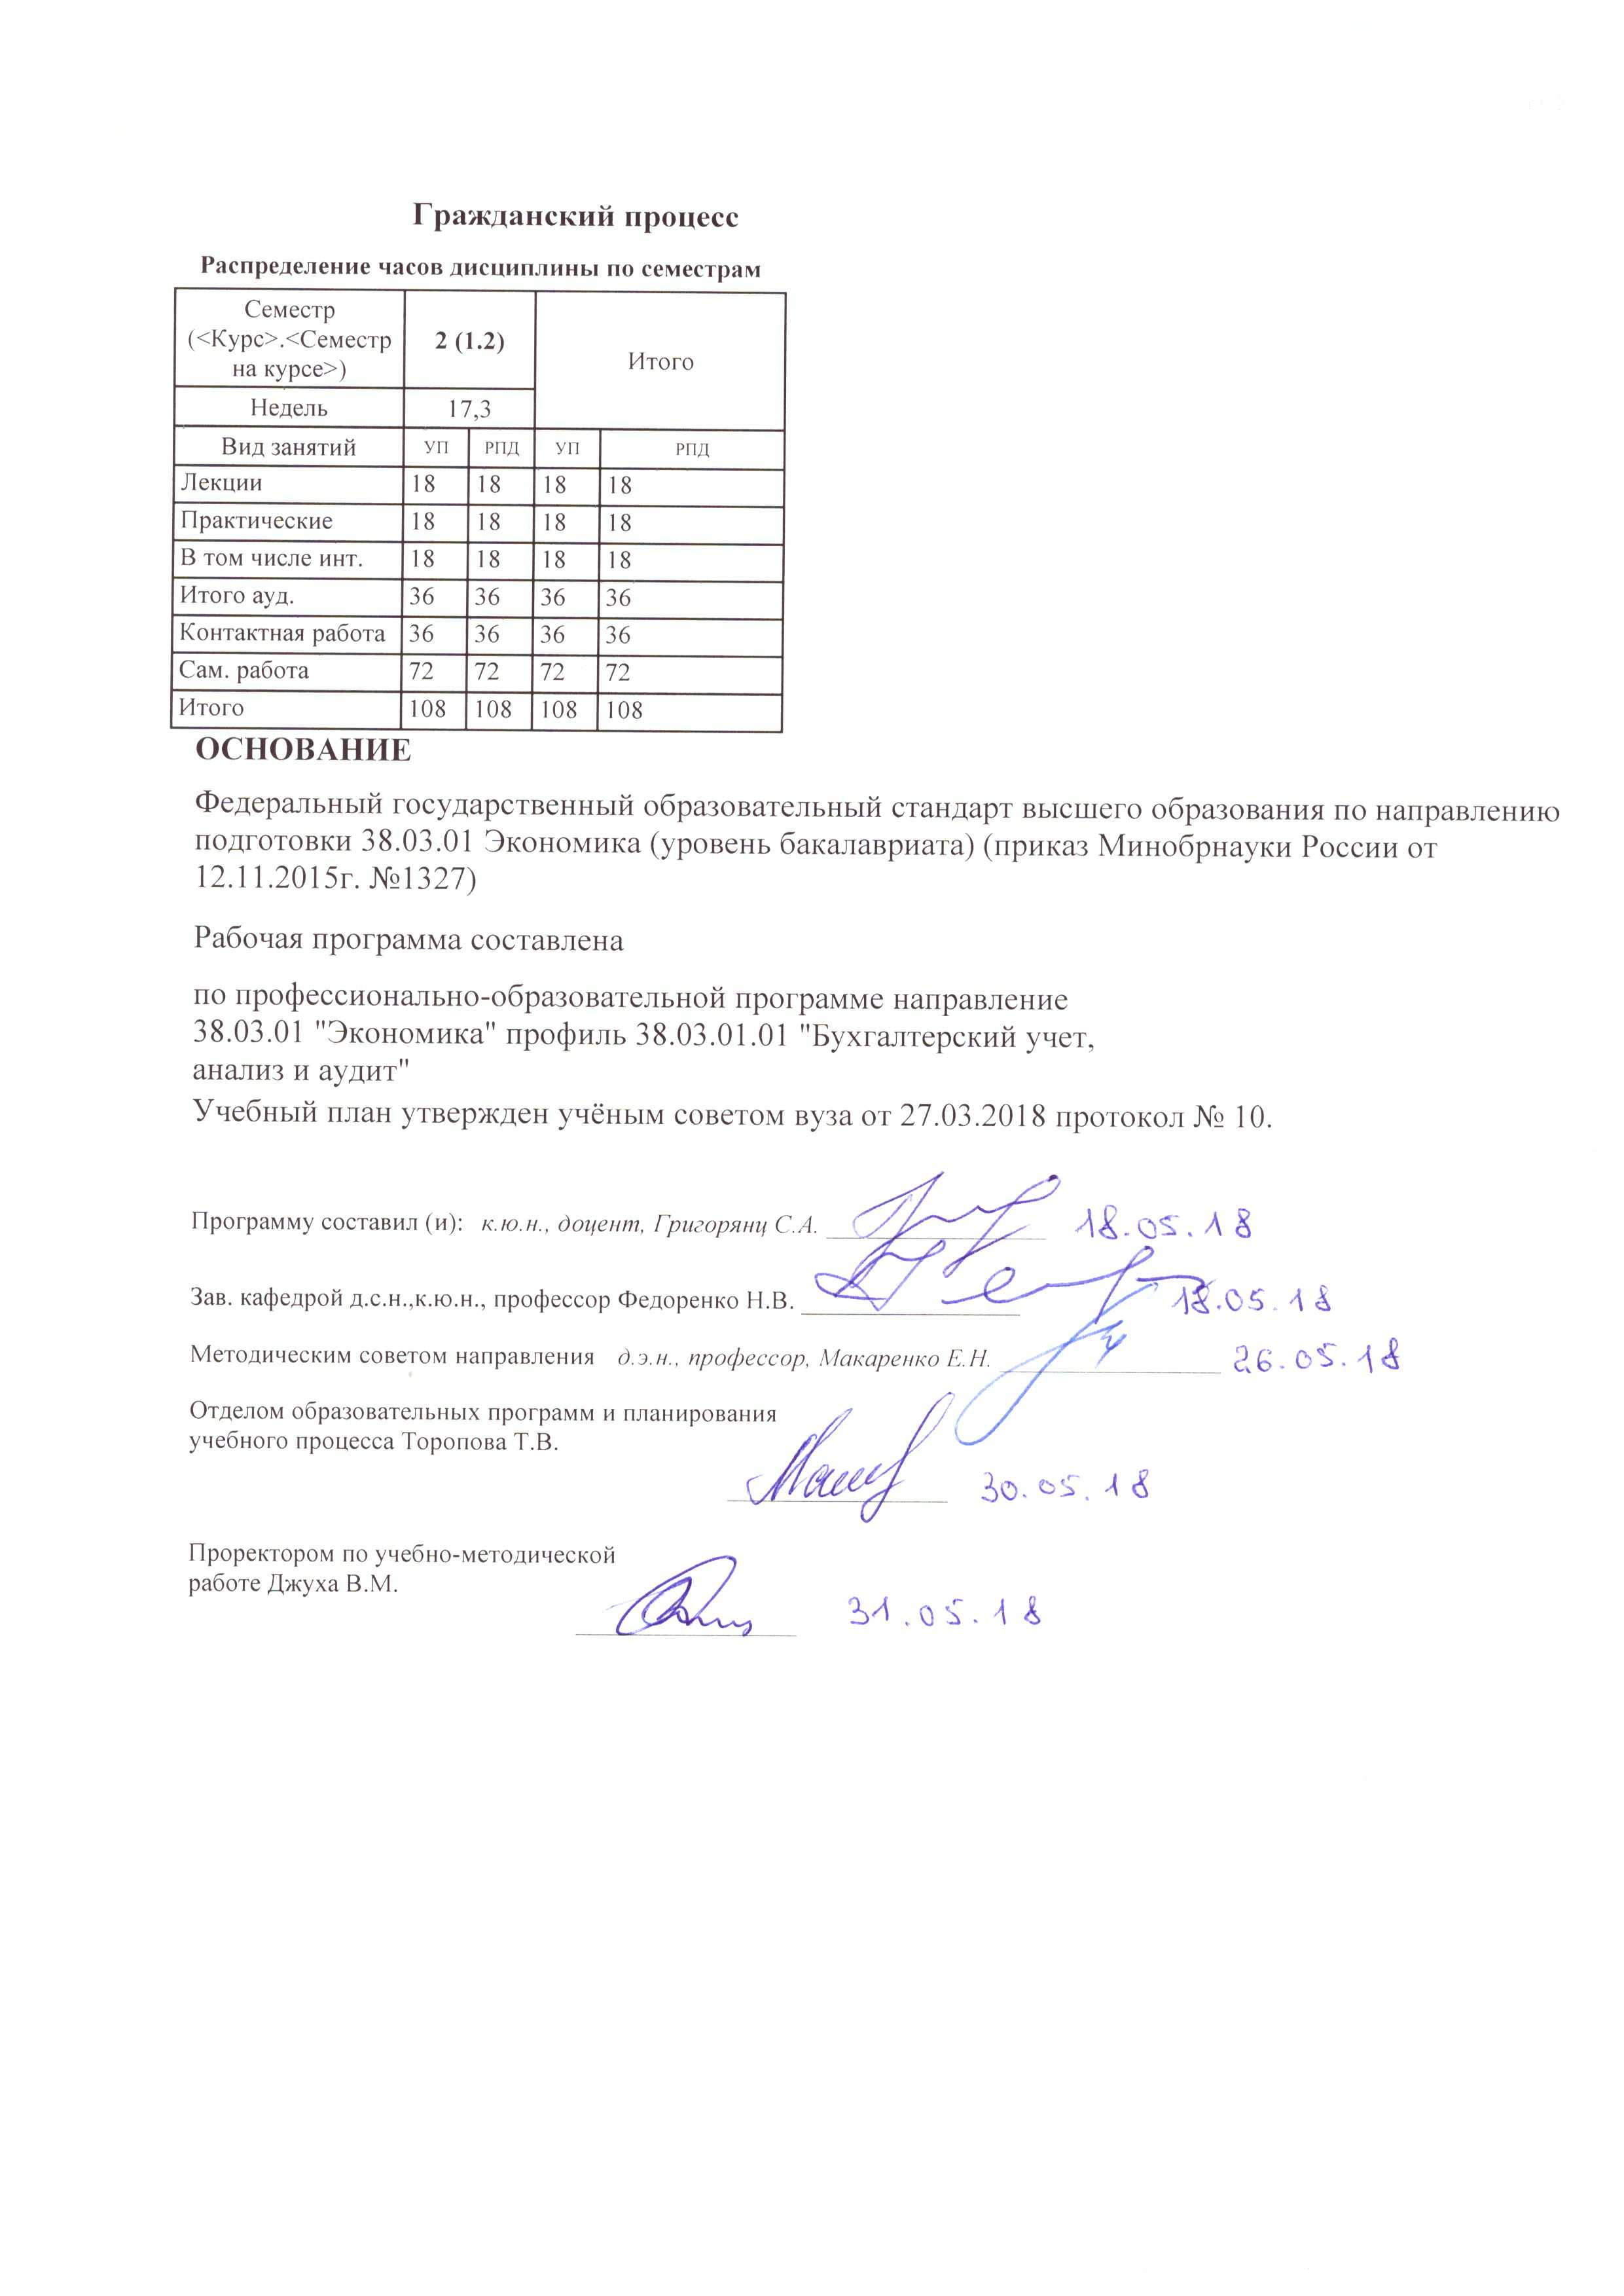 Гражданский процесс
Распределение часов дисциплины по семестрам
Семестр
(<Курс>.<Семестр
на курсе>)
2 (1.2)
Итого
Недель
17,3
Вид занятий УП РПД УП РПД
Лекции 18 18 18 18
Практические 18 18 18 18
В том числе инт. 18 18 18 18
Итого ауд. 36 36 36 36
Контактная работа 36 36 36 36
Сам. работа 72 72 72 72
Итого 108 108 108 108
ОСНОВАНИЕ
Федеральный государственный образовательный стандарт высшего образования по направлению
подготовки 38.03.01 Экономика (уровень бакалавриата) (приказ Минобрнауки России от
12.11.2015г. №1327)
Рабочая программа составлена
по профессионально-образовательной программе направление
38.03.01 "Экономика" профиль 38.03.01.01 "Бухгалтерский учет,
анализ и аудит"
Учебный план утвержден учёным советом вуза от 27.03.2018 протокол № 10.
Программу составил (и): к.ю.н., доцент, Григорянц С.А. 18.05.18
Зав. кафедрой д.с.н.,к.ю.н., профессор Федоренко Н.В. 18.05.18
Методическим советом направления д.э.н., профессор, Макаренко Е.Н. 26.05.18
Отделом образовательных программ и планирования
учебного процесса Торопова Т.В.
30.05.18
Проректором по учебно-методической
работе Джуха В.М.
31.05.18